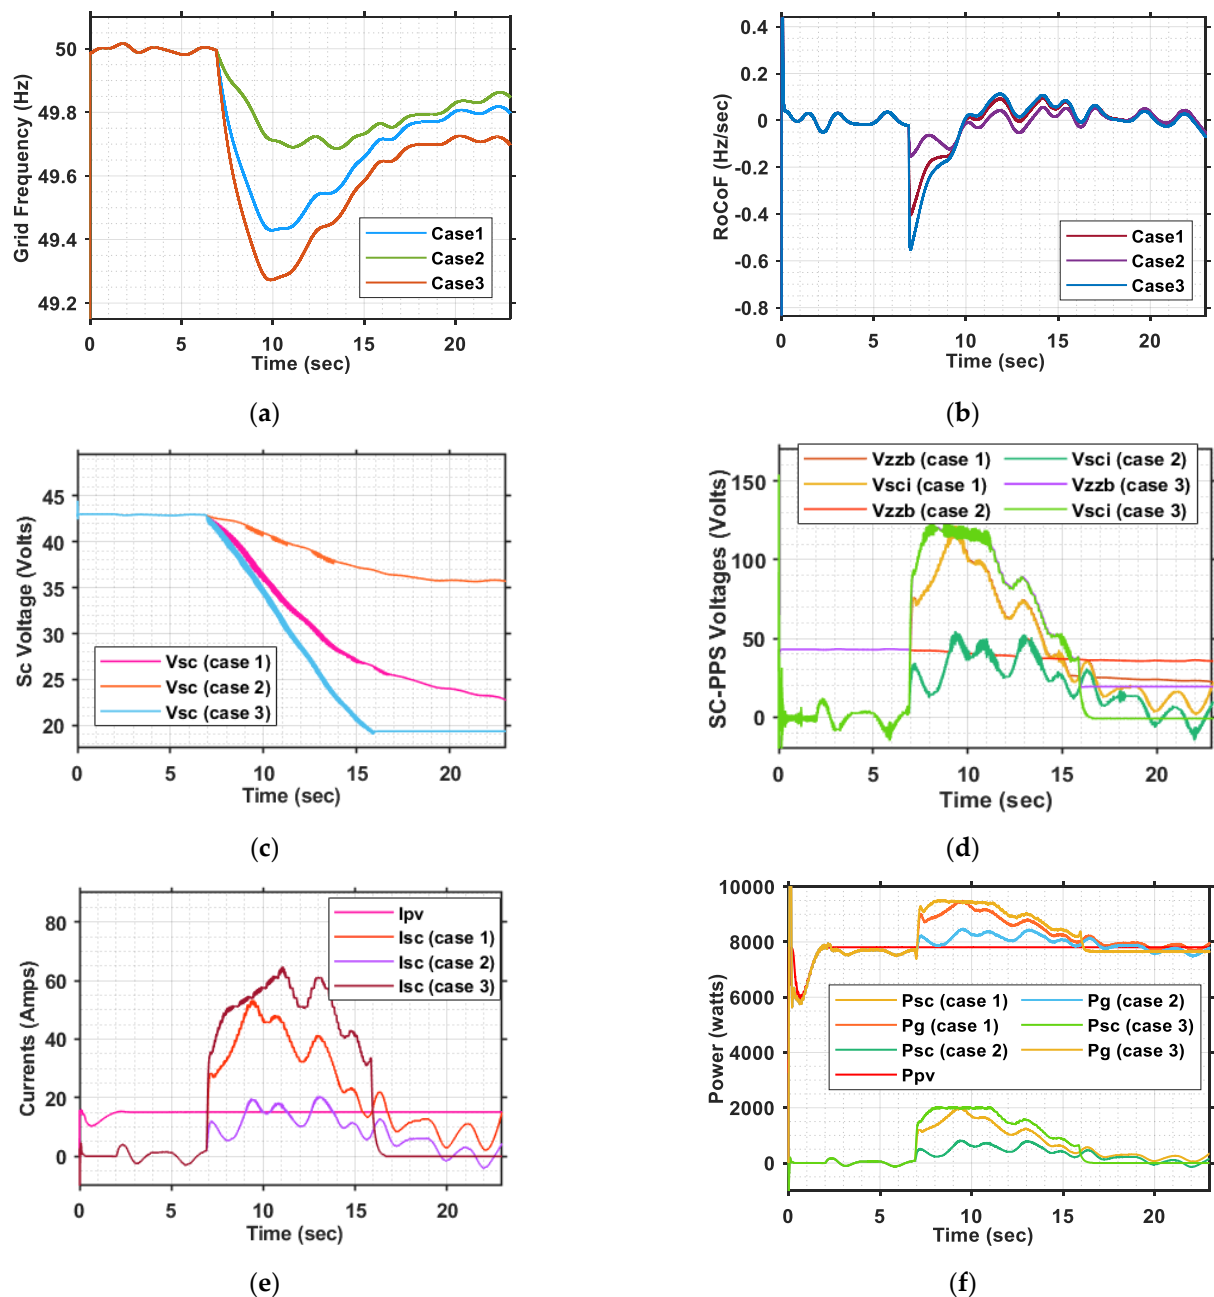 50
49.8
49.6
49.4
49.2
Grid Frequency (Hz)
Case1
Case2
Case3
0 5 10 15 20
Time (sec)
(a)
0.4
0.2
0
-0.2
-0.4
-0.6
-0.8
RoCoF (Hz/sec)
Case1
Case2
Case3
0 5 10 15 20
Time (sec)
(b)
45
40
35
30
25
20
Sc Voltage (Volts)
Vsc (case 1)
Vsc (case 2)
Vsc (case 3)
0 5 10 15 20
Time (sec)
(c)
150
100
50
0
SC-PPS Voltages (Volts)
Vzzb (case 1) Vsci (case 2)
Vsci (case 1) Vzzb (case 3)
Vzzb (case 2) Vsci (case 3)
0 5 10 15 20
Time (sec)
(d)
80
60
40
20
0
Currents (Amps)
Ipv
Isc (case 1)
Isc (case 2)
Isc (case 3)
0 5 10 15 20
Time (sec)
(e)
10000
8000
6000
4000
2000
0
Power (watts)
Psc (case 1) Pg (case 2)
Pg (case 1) Psc (case 3)
Psc (case 2) Pg (case 3)
Ppv
0 5 10 15 20
Time (sec)
(f)